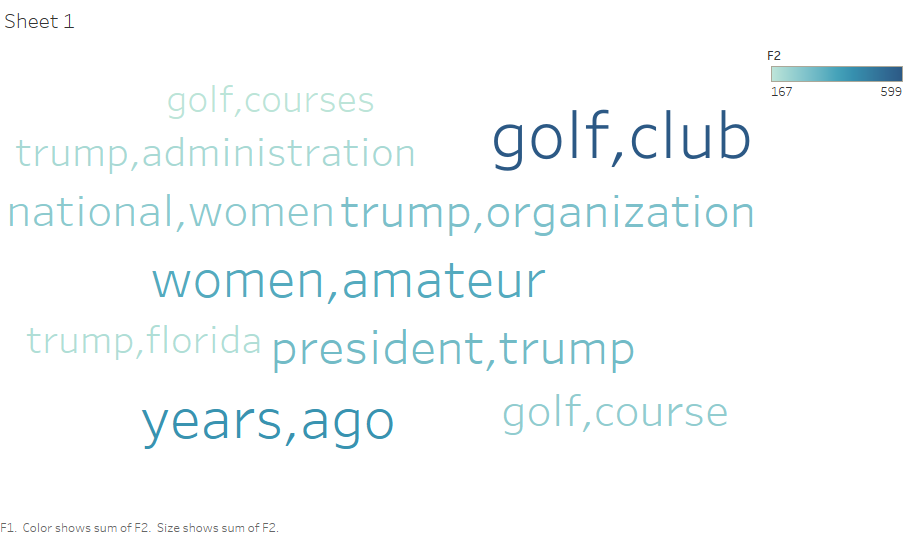 Sheet 1
F2
167 599
golf,courses
golf,club
trump,administration
national,women trump,organization
women,amateur
trump,florida president,trump
years,ago
golf,course
F1. Color shows sum of F2. Size shows sum of F2.